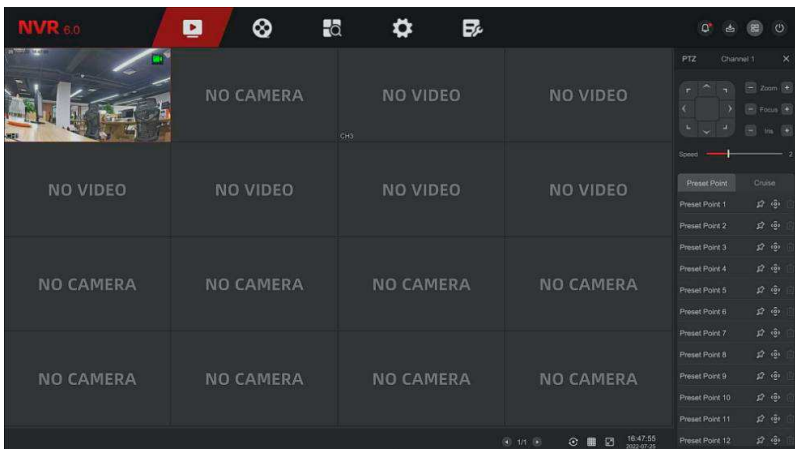 NVR 6.0
PTZ Channel 1
NO CAMERA NO VIDEO NO VIDEO
CH3
Zoom
Focus
Iris
Speed 2
Preset Point Cruise
NO VIDEO NO VIDEO NO VIDEO NO VIDEO
NO CAMERA NO CAMERA NO CAMERA NO CAMERA
NO CAMERA NO CAMERA NO CAMERA NO CAMERA
Preset Point 1
Preset Point 2
Preset Point 3
Preset Point 4
Preset Point 5
Preset Point 6
Preset Point 7
Preset Point 8
Preset Point 9
Preset Point 10
Preset Point 11
Preset Point 12
1/1
16:47:55
2022-07-25